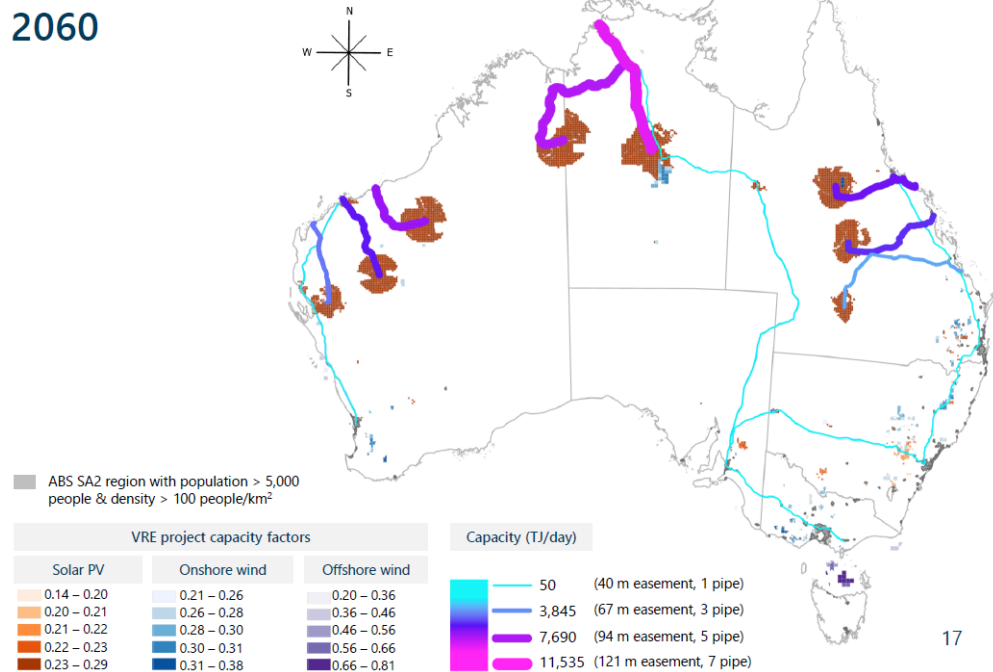 2060
N
W E
S
ABS SA2 region with population > 5,000
people & density > 100 people/km²
VRE project capacity factors
Solar PV Onshore wind Offshore wind
0.14 – 0.20 0.21 – 0.26 0.20 – 0.36
0.20 – 0.21 0.26 – 0.28 0.36 – 0.46
0.21 – 0.22 0.28 – 0.30 0.46 – 0.56
0.22 – 0.23 0.30 – 0.31 0.56 – 0.66
0.23 – 0.29 0.31 – 0.38 0.66 – 0.81
Capacity (TJ/day)
50 (40 m easement, 1 pipe)
3,845 (67 m easement, 3 pipe)
7,690 (94 m easement, 5 pipe)
11,535 (121 m easement, 7 pipe)
17